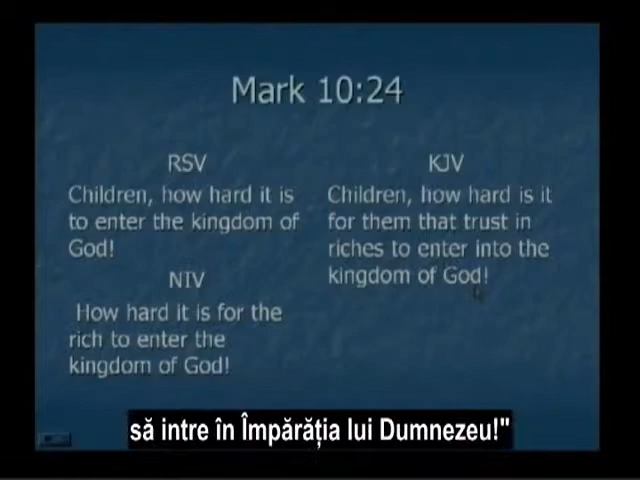 Mark 10:24
RSV
Children, how hard it is
to enter the kingdom of
God!
NIV
How hard it is for the
rich to enter the
kingdom of God!
KJV
Children, how hard is it
for them that trust in
riches to enter into the
kingdom of God!
să intre în Împărăția lui Dumnezeu!"